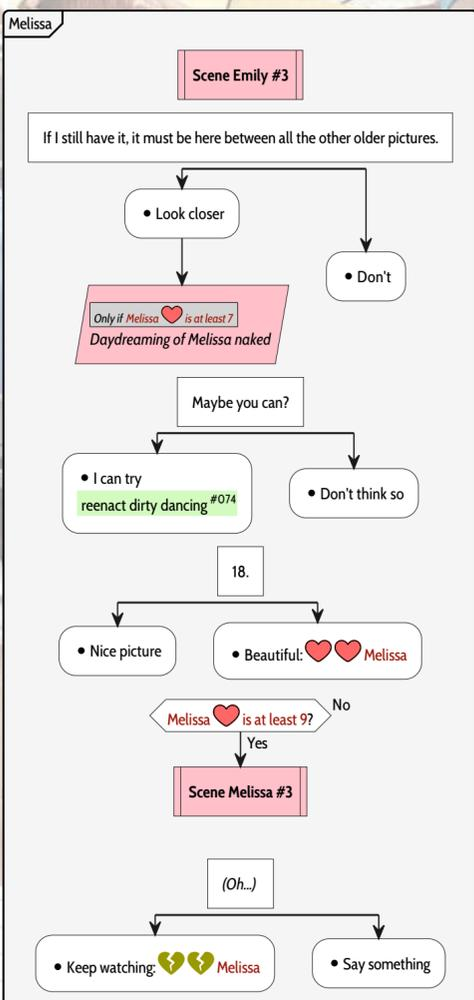 Melissa
Scene Emily #3
If I still have it, it must be here between all the other older pictures.
• Look closer
• Don't
Only if Melissa ❤ is at least 7
Daydreaming of Melissa naked
Maybe you can?
• I can try
reenact dirty dancing #074
• Don't think so
18.
• Nice picture
• Beautiful: ❤❤ Melissa
Melissa ❤ is at least 9?
No
Yes
Scene Melissa #3
(Oh...)
• Keep watching: 💔💔 Melissa
• Say something